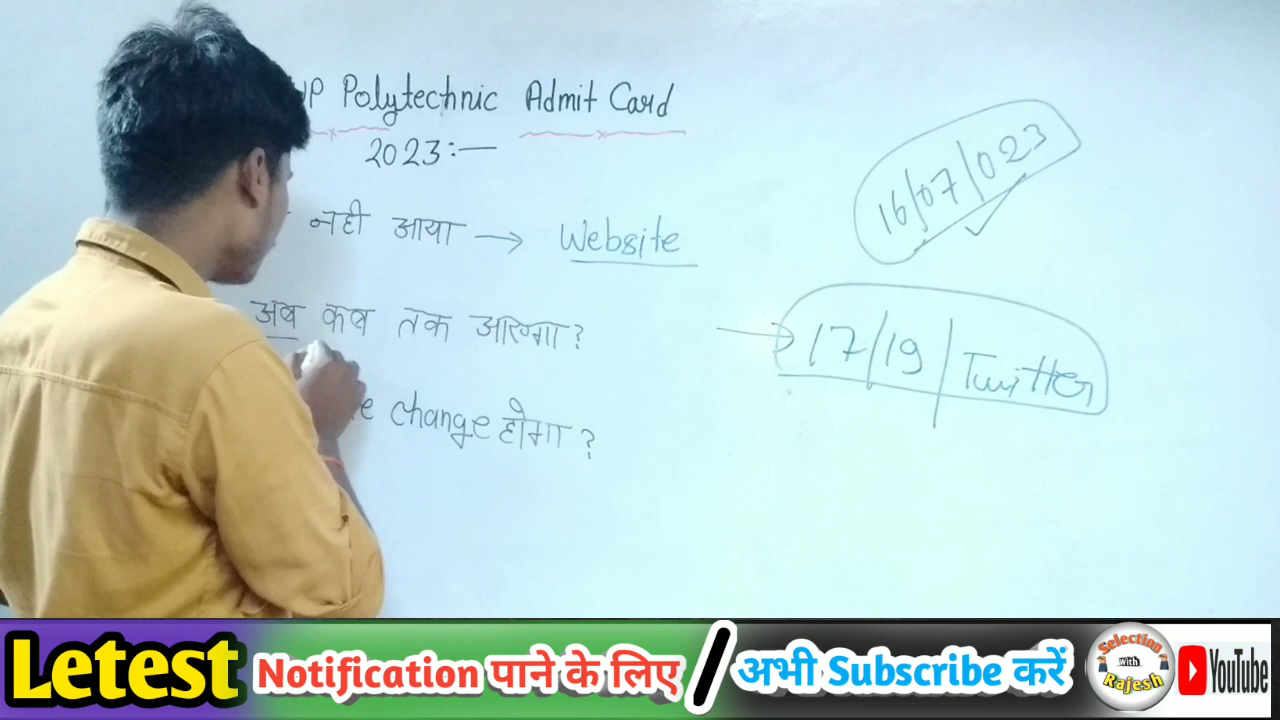 UP Polytechnic Admit Card
2023:—
नही आया → Website
अब कब तक आएगा?
change होगा?
16/07/023
17/19/Twitter
Letest Notification पाने के लिए / अभी Subscribe करें
Selection
with
Rajesh
YouTube